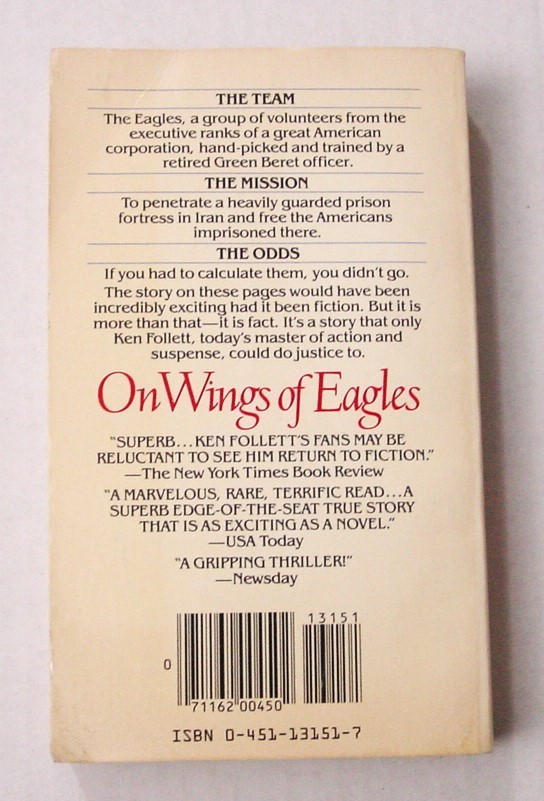 THE TEAM
The Eagles, a group of volunteers from the
executive ranks of a great American
corporation, hand-picked and trained by a
retired Green Beret officer.
THE MISSION
To penetrate a heavily guarded prison
fortress in Iran and free the Americans
imprisoned there.
THE ODDS
If you had to calculate them, you didn't go.
The story on these pages would have been
incredibly exciting had it been fiction. But it is
more than that—it is fact. It's a story that only
Ken Follett, today's master of action and
suspense, could do justice to.
On Wings of Eagles
"SUPERB...KEN FOLLETT'S FANS MAY BE
RELUCTANT TO SEE HIM RETURN TO FICTION."
—The New York Times Book Review
"A MARVELOUS, RARE, TERRIFIC READ...A
SUPERB EDGE-OF-THE-SEAT TRUE STORY
THAT IS AS EXCITING AS A NOVEL."
—USA Today
"A GRIPPING THRILLER!"
—Newsday
13151
0
71162 00450
ISBN 0-451-13151-7